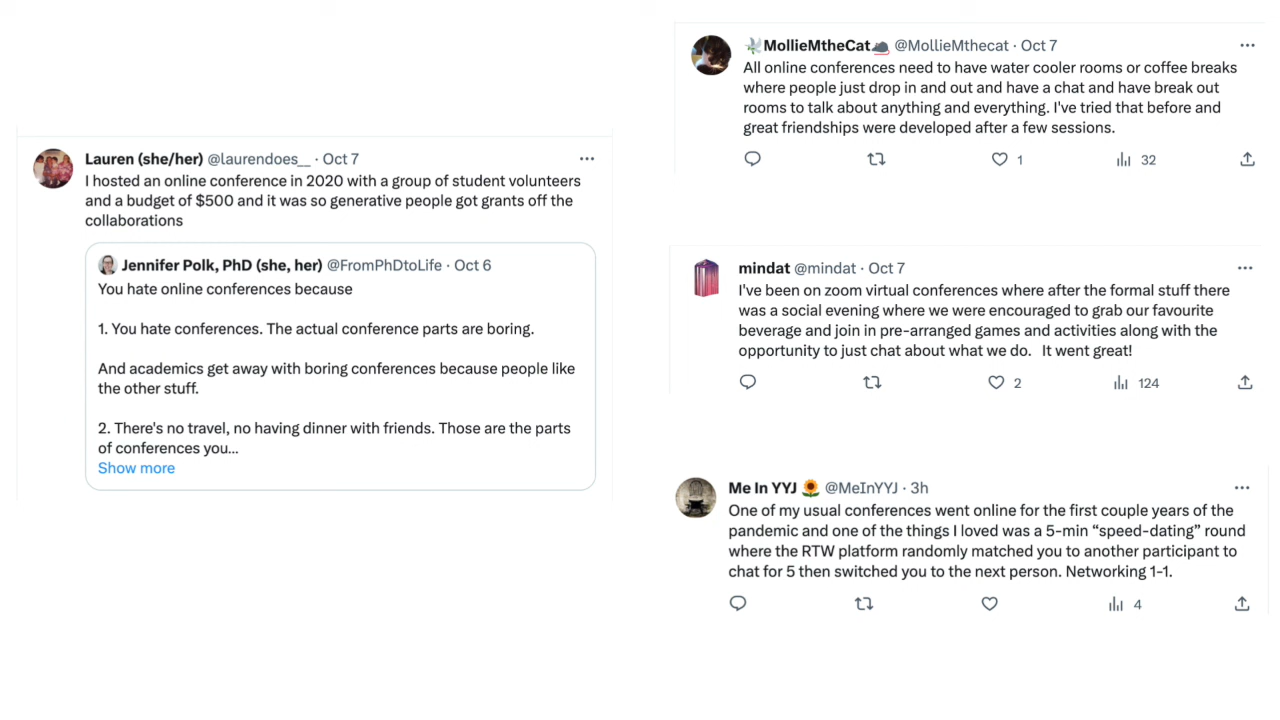 Lauren (she/her) @laurendoes__ · Oct 7
I hosted an online conference in 2020 with a group of student volunteers
and a budget of $500 and it was so generative people got grants off the
collaborations
Jennifer Polk, PhD (she, her) @FromPhDtoLife · Oct 6
You hate online conferences because
1. You hate conferences. The actual conference parts are boring.
And academics get away with boring conferences because people like
the other stuff.
2. There's no travel, no having dinner with friends. Those are the parts
of conferences you...
Show more
🕊️MollieMtheCat🐁 @MollieMthecat · Oct 7
All online conferences need to have water cooler rooms or coffee breaks
where people just drop in and out and have a chat and have break out
rooms to talk about anything and everything. I've tried that before and
great friendships were developed after a few sessions.
1 32
mindat @mindat · Oct 7
I've been on zoom virtual conferences where after the formal stuff there
was a social evening where we were encouraged to grab our favourite
beverage and join in pre-arranged games and activities along with the
opportunity to just chat about what we do. It went great!
2 124
Me In YYJ 🌻 @MeInYYJ · 3h
One of my usual conferences went online for the first couple years of the
pandemic and one of the things I loved was a 5-min “speed-dating” round
where the RTW platform randomly matched you to another participant to
chat for 5 then switched you to the next person. Networking 1-1.
4